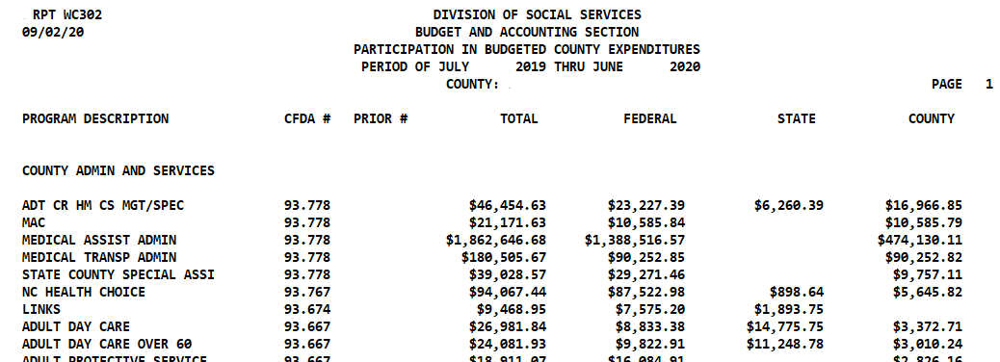 RPT WC302 DIVISION OF SOCIAL SERVICES
09/02/20 BUDGET AND ACCOUNTING SECTION
PARTICIPATION IN BUDGETED COUNTY EXPENDITURES
PERIOD OF JULY 2019 THRU JUNE 2020
COUNTY: PAGE 1
PROGRAM DESCRIPTION CFDA # PRIOR # TOTAL FEDERAL STATE COUNTY
COUNTY ADMIN AND SERVICES
ADT CR HM CS MGT/SPEC 93.778 $46,454.63 $23,227.39 $6,260.39 $16,966.85
MAC 93.778 $21,171.63 $10,585.84 $10,585.79
MEDICAL ASSIST ADMIN 93.778 $1,862,646.68 $1,388,516.57 $474,130.11
MEDICAL TRANSP ADMIN 93.778 $180,505.67 $90,252.85 $90,252.82
STATE COUNTY SPECIAL ASSI 93.778 $39,028.57 $29,271.46 $9,757.11
NC HEALTH CHOICE 93.767 $94,067.44 $87,522.98 $898.64 $5,645.82
LINKS 93.674 $9,468.95 $7,575.20 $1,893.75
ADULT DAY CARE 93.667 $26,981.84 $8,833.38 $14,775.75 $3,372.71
ADULT DAY CARE OVER 60 93.667 $24,081.93 $9,822.91 $11,248.78 $3,010.24
ADULT PROTECTIVE SERVICE 93.667 $18,911.07 $16,084.91 $2,826.16